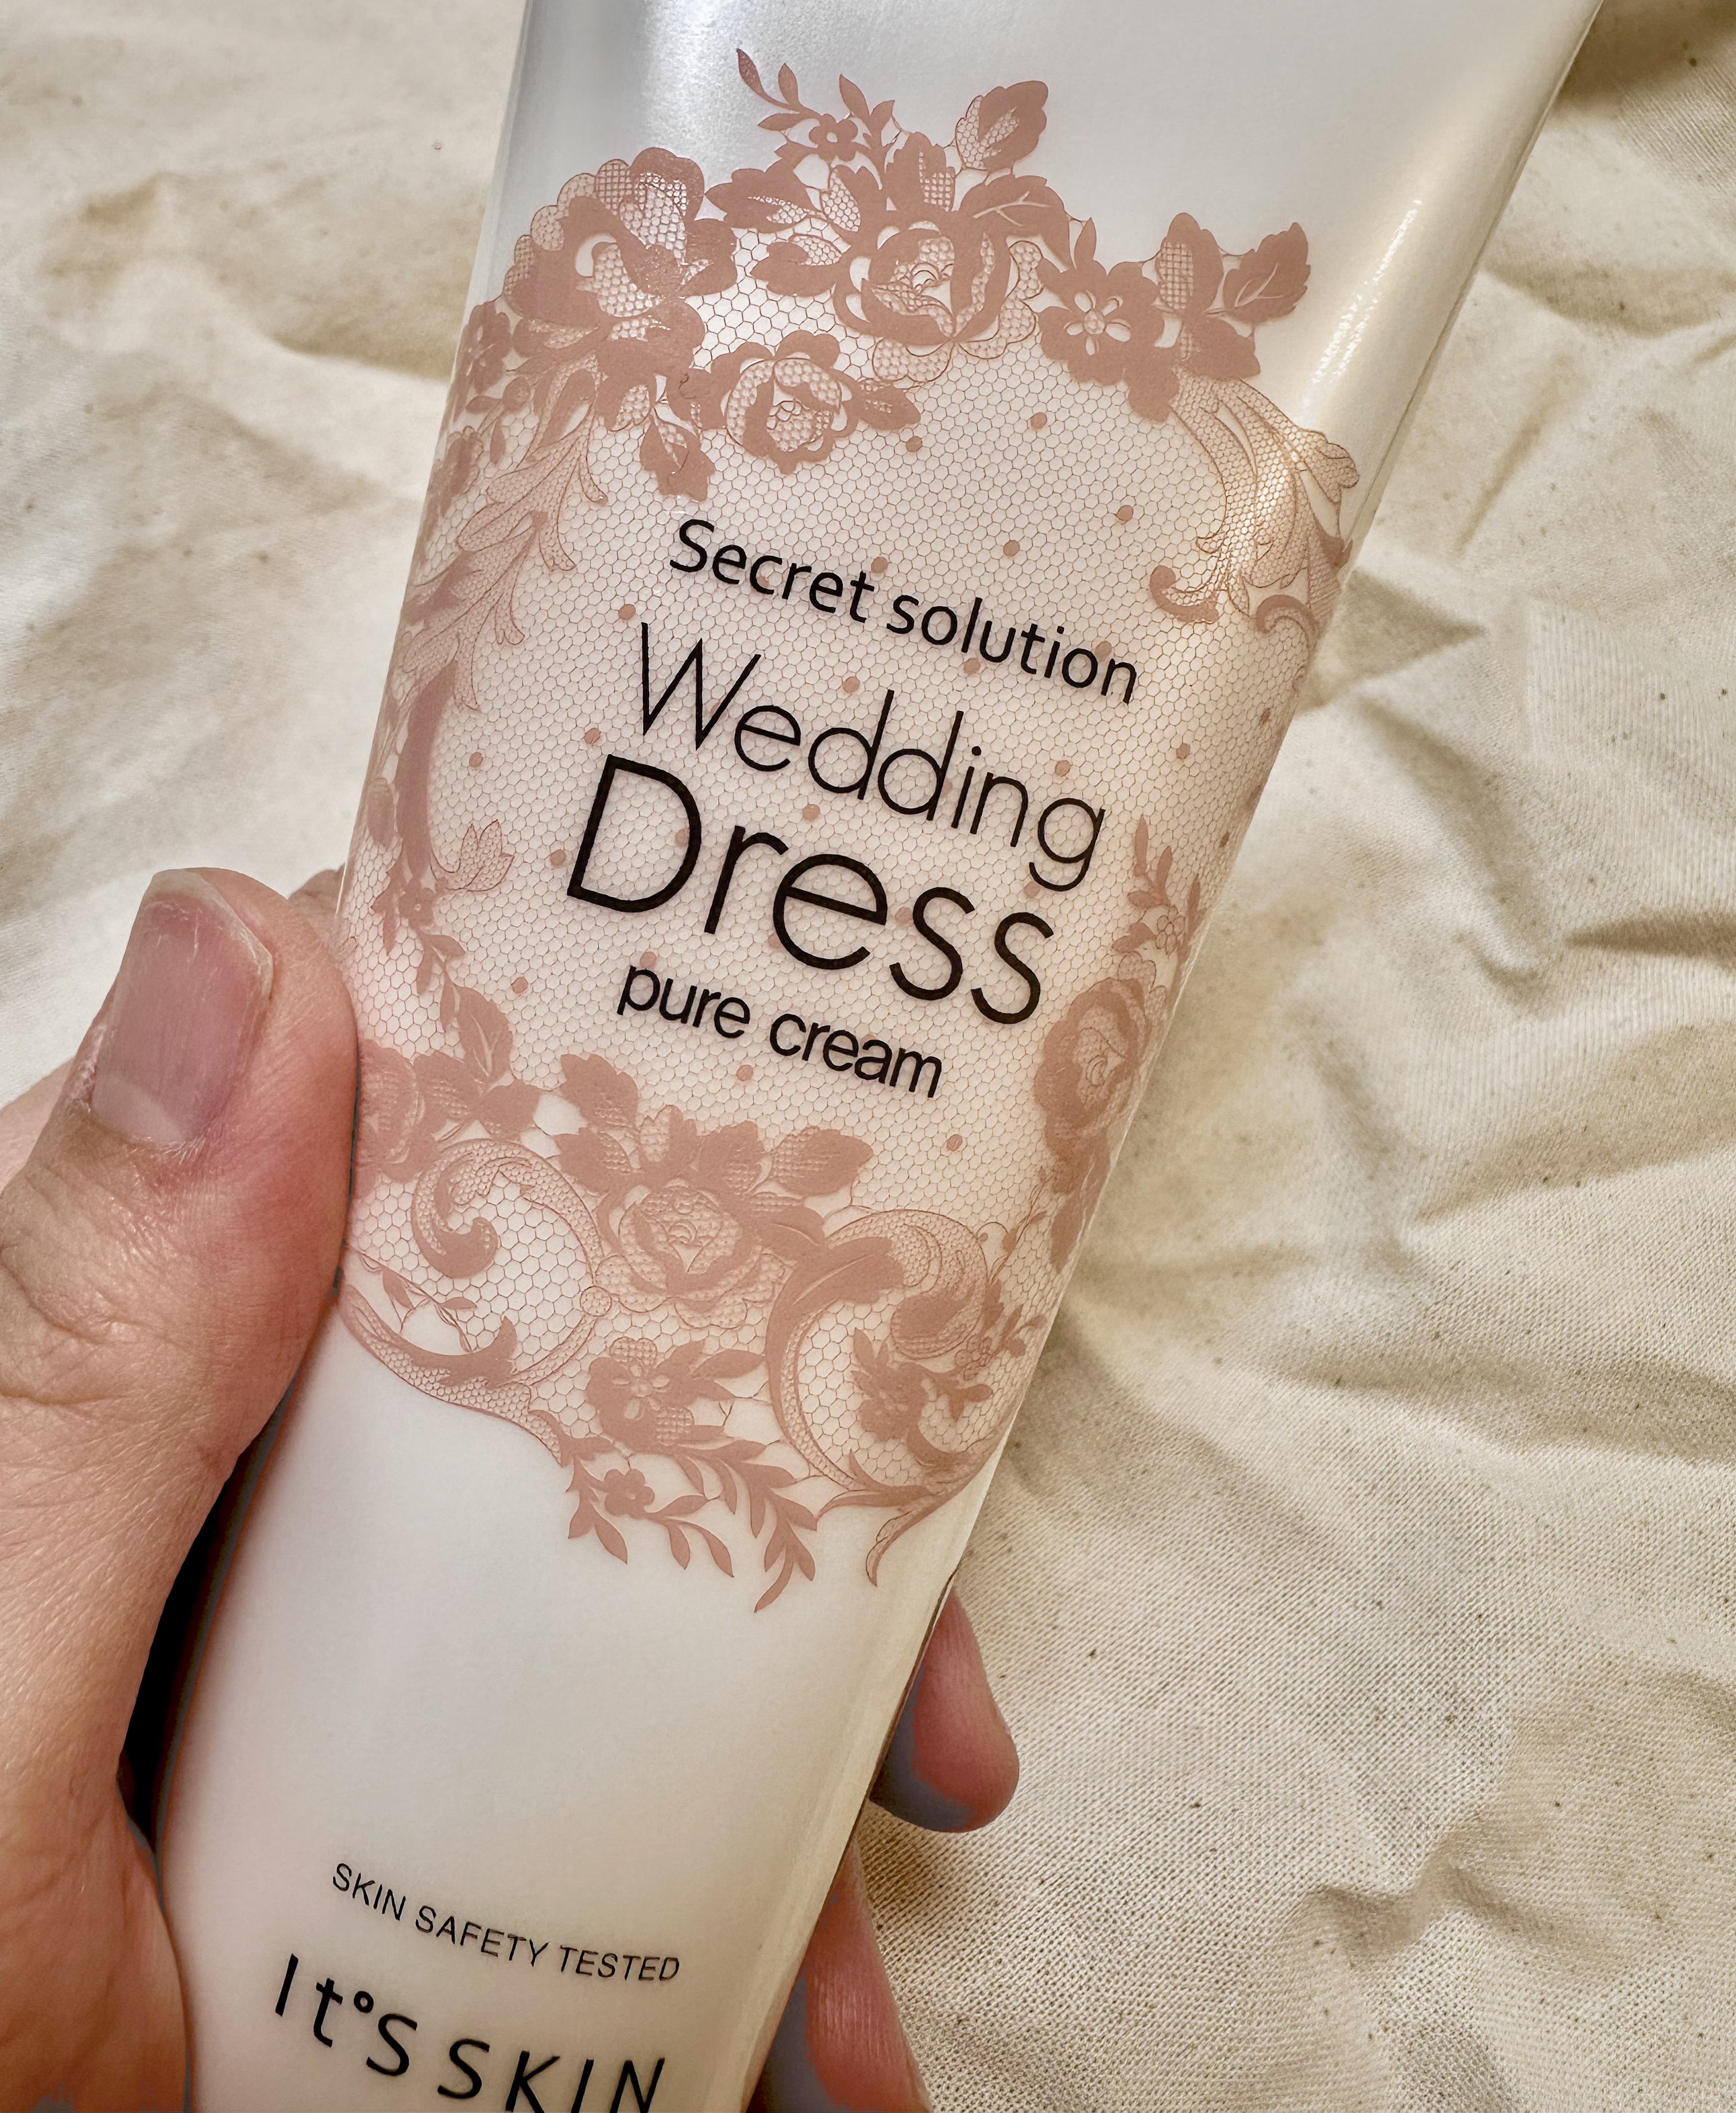 Secret solution
Wedding
Dress
pure cream
SKIN SAFETY TESTED
It°S SKIN